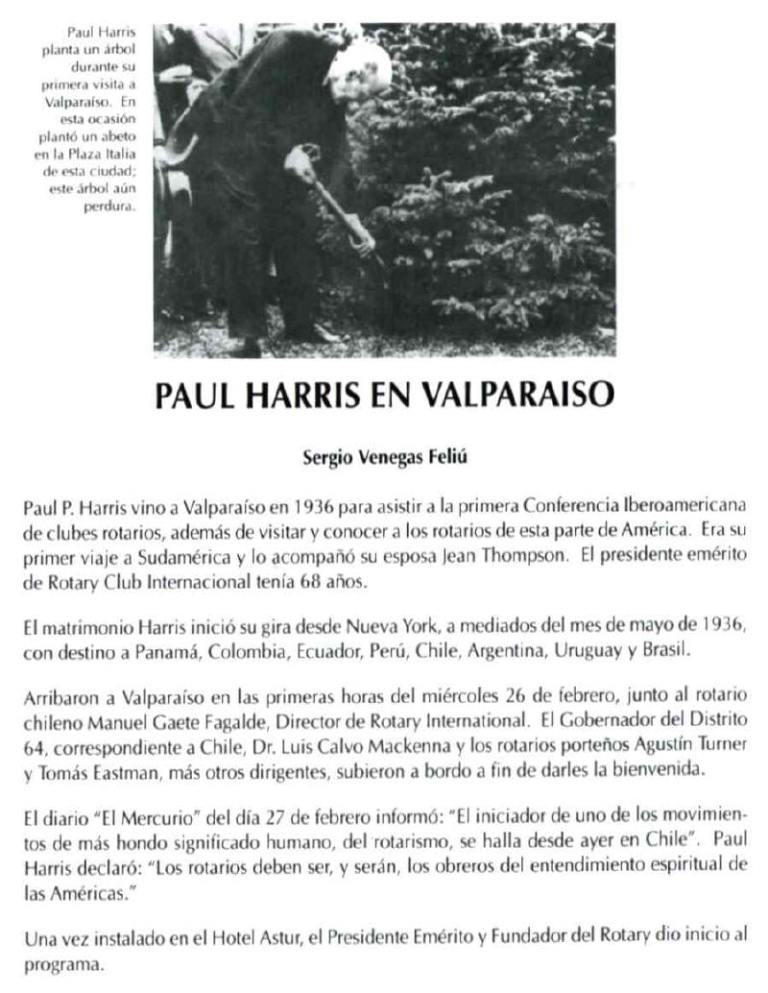 Paul Harris
planta un árbol
durante su
primera visita a
Valparaíso. En
esta ocasión
plantó un abeto
en la Plaza Italia
de esta ciudad;
este árbol aún
perdura.
PAUL HARRIS EN VALPARAISO
Sergio Venegas Feliú
Paul P. Harris vino a Valparaíso en 1936 para asistir a la primera Conferencia Iberoamericana
de clubes rotarios, además de visitar y conocer a los rotarios de esta parte de América. Era su
primer viaje a Sudamérica y lo acompañó su esposa Jean Thompson. El presidente emérito
de Rotary Club Internacional tenía 68 años.
El matrimonio Harris inició su gira desde Nueva York, a mediados del mes de mayo de 1936,
con destino a Panamá, Colombia, Ecuador, Perú, Chile, Argentina, Uruguay y Brasil.
Arribaron a Valparaíso en las primeras horas del miércoles 26 de febrero, junto al rotario
chileno Manuel Gaete Fagalde, Director de Rotary International. El Gobernador del Distrito
64, correspondiente a Chile, Dr. Luis Calvo Mackenna y los rotarios porteños Agustín Turner
y Tomás Eastman, más otros dirigentes, subieron a bordo a fin de darles la bienvenida.
El diario "El Mercurio" del día 27 de febrero informó: "El iniciador de uno de los movimien-
tos de más hondo significado humano, del rotarismo, se halla desde ayer en Chile". Paul
Harris declaró: "Los rotarios deben ser, y serán, los obreros del entendimiento espiritual de
las Américas."
Una vez instalado en el Hotel Astur, el Presidente Emérito y Fundador del Rotary dio inicio al
programa.